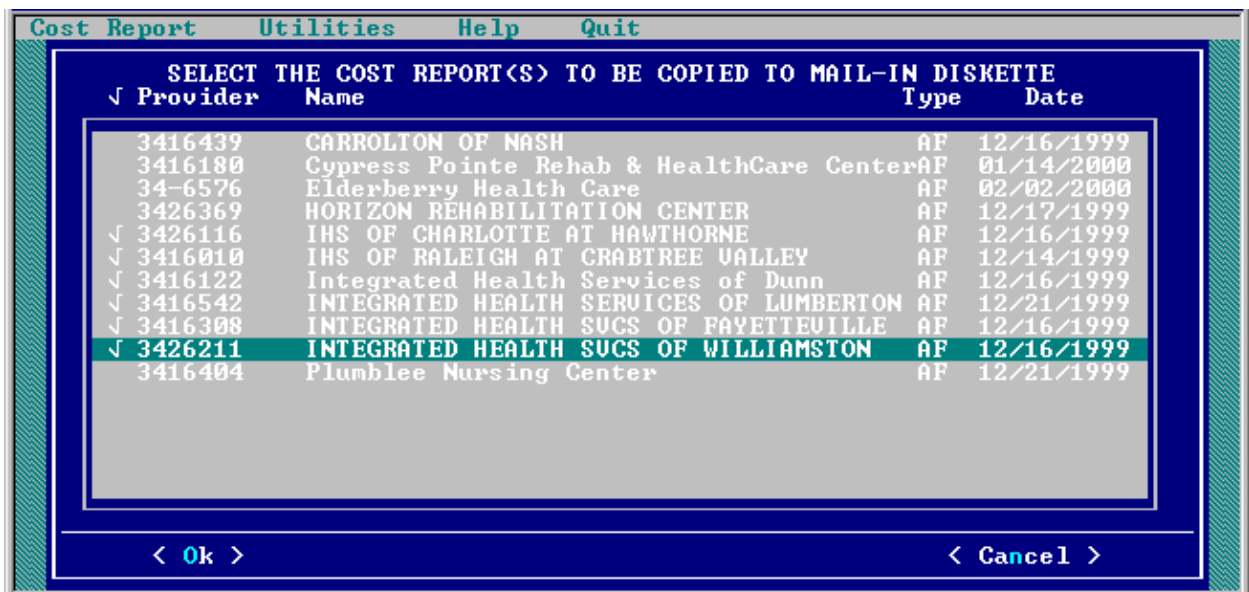 Cost Report Utilities Help Quit
SELECT THE COST REPORT(S) TO BE COPIED TO MAIL-IN DISKETTE
√ Provider Name Type Date
3416439 CARROLTON OF NASH AF 12/16/1999
3416180 Cypress Pointe Rehab & HealthCare CenterAF 01/14/2000
34-6576 Elderberry Health Care AF 02/02/2000
3426369 HORIZON REHABILITATION CENTER AF 12/17/1999
√ 3426116 IHS OF CHARLOTTE AT HAWTHORNE AF 12/16/1999
√ 3416010 IHS OF RALEIGH AT CRABTREE VALLEY AF 12/14/1999
√ 3416122 Integrated Health Services of Dunn AF 12/16/1999
√ 3416542 INTEGRATED HEALTH SERVICES OF LUMBERTON AF 12/21/1999
√ 3416308 INTEGRATED HEALTH SVCS OF FAYETTEVILLE AF 12/16/1999
√ 3426211 INTEGRATED HEALTH SVCS OF WILLIAMSTON AF 12/16/1999
3416404 Plumblee Nursing Center AF 12/21/1999
< Ok > < Cancel >